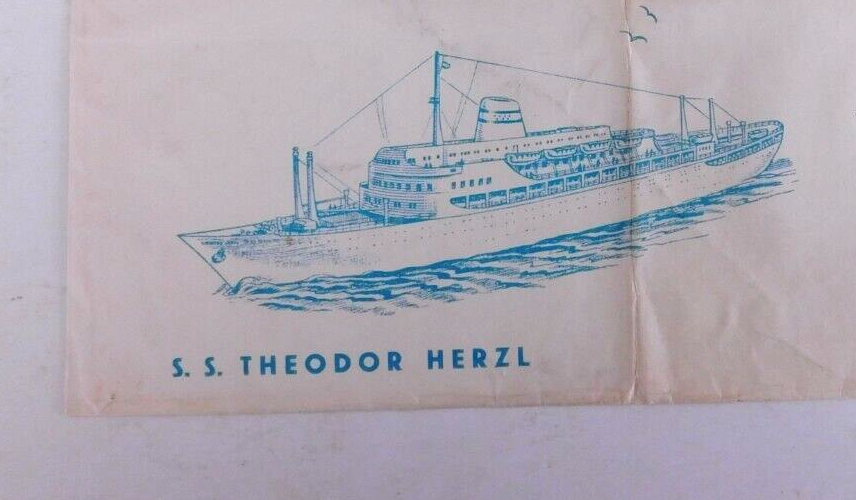 S. S. THEODOR HERZL